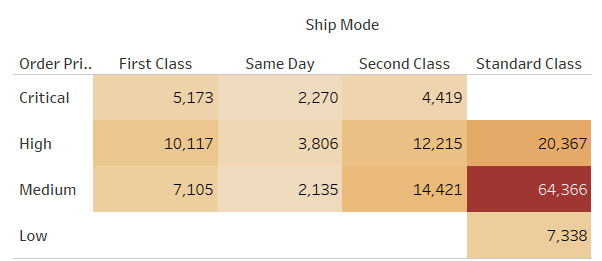 Ship Mode
Order Pri.. First Class Same Day Second Class Standard Class
Critical 5,173 2,270 4,419
High 10,117 3,806 12,215 20,367
Medium 7,105 2,135 14,421 64,366
Low 7,338